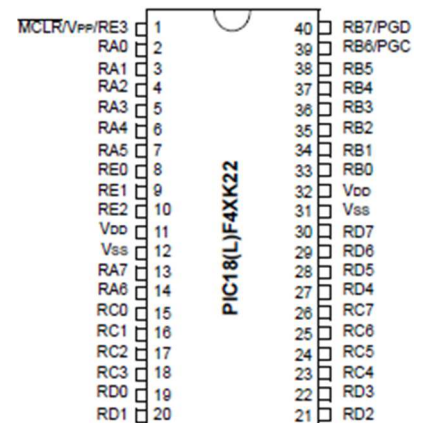 MCLR/VPP/RE3 1 40 RB7/PGD
RA0 2 39 RB6/PGC
RA1 3 38 RB5
RA2 4 37 RB4
RA3 5 36 RB3
RA4 6 35 RB2
RA5 7 34 RB1
RE0 8 33 RB0
RE1 9 32 VDD
RE2 10 31 VSS
VDD 11 30 RD7
VSS 12 29 RD6
RA7 13 28 RD5
RA6 14 27 RD4
RC0 15 26 RC7
RC1 16 25 RC6
RC2 17 24 RC5
RC3 18 23 RC4
RD0 19 22 RD3
RD1 20 21 RD2
PIC18(L)F4XK22